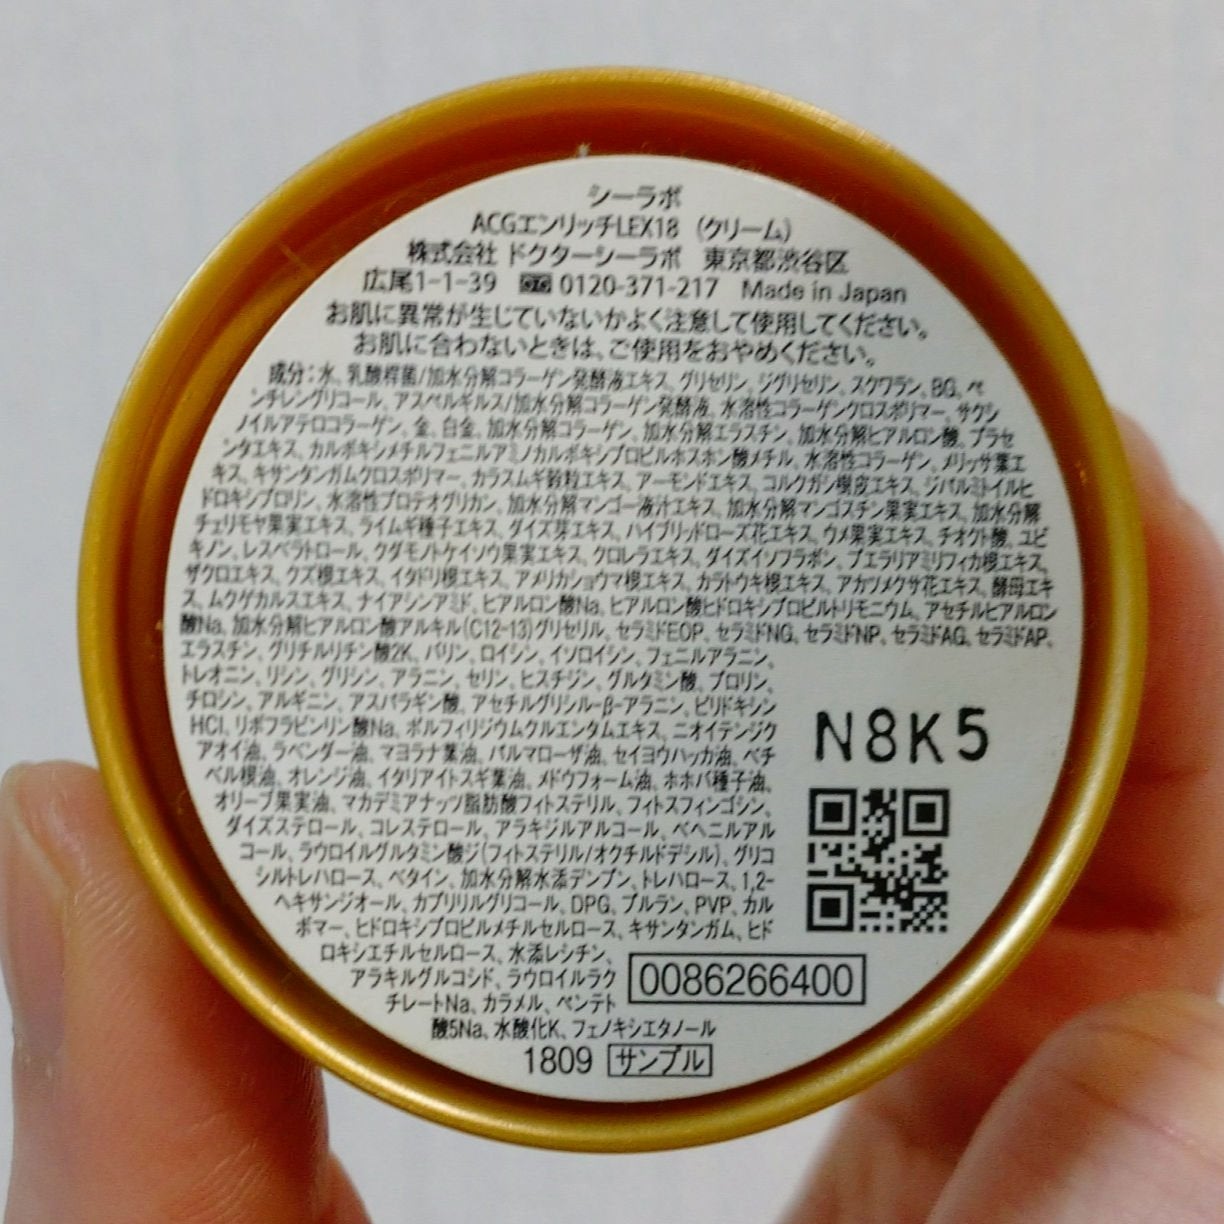 シーラボ
ACGエンリッチLEX18（クリーム）
株式会社 ドクターシーラボ 東京都渋谷区
広尾1-1-39 0120-371-217 Made in Japan
お肌に異常が生じていないかよく注意して使用してください。
お肌に合わないときは、ご使用をおやめください。
成分：水、乳酸桿菌/加水分解コラーゲン発酵液エキス、グリセリン、ジグリセリン、スクワラン、BG、ペ
ンチレングリコール、アスペルギルス/加水分解コラーゲン発酵液、水溶性コラーゲンクロスポリマー、サクシ
ノイルアテロコラーゲン、金、白金、加水分解コラーゲン、加水分解エラスチン、加水分解ヒアルロン酸、プラセ
ンタエキス、カルボキシメチルフェニルアミノカルボキシプロピルホスホン酸メチル、水溶性コラーゲン、メリッサ葉エ
キス、キサンタンガムクロスポリマー、カラスムギ穀粒エキス、アーモンドエキス、コルクガシ樹皮エキス、ジパルミトイルヒ
ドロキシプロリン、水溶性プロテオグリカン、加水分解マンゴー液汁エキス、加水分解マンゴスチン果実エキス、加水分解
チェリモヤ果実エキス、ライムギ種子エキス、ダイズ芽エキス、ハイブリッドローズ花エキス、ウメ果実エキス、チオクト酸、ユビ
キノン、レスベラトロール、クダモノトケイソウ果実エキス、クロレラエキス、ダイズイソフラボン、プエラリアミリフィカ根エキス、
ザクロエキス、クズ根エキス、イタドリ根エキス、アメリカショウマ根エキス、カラトウキ根エキス、アカツメクサ花エキス、酵母エキ
ス、ムクゲカルスエキス、ナイアシンアミド、ヒアルロン酸Na、ヒアルロン酸ヒドロキシプロピルトリモニウム、アセチルヒアルロン
酸Na、加水分解ヒアルロン酸アルキル(C12-13)グリセリル、セラミドEOP、セラミドNG、セラミドNP、セラミドAG、セラミドAP、
エラスチン、グリチルリチン酸2K、バリン、ロイシン、イソロイシン、フェニルアラニン、
トレオニン、リシン、グリシン、アラニン、セリン、ヒスチジン、グルタミン酸、プロリン、
チロシン、アルギニン、アスパラギン酸、アセチルグリシル-β-アラニン、ピリドキシン
HCl、リボフラビンリン酸Na、ポルフィリジウムクルエンタムエキス、ニオイテンジク
アオイ油、ラベンダー油、マヨラナ葉油、パルマローザ油、セイヨウハッカ油、ベチ
ベル根油、オレンジ油、イタリアイトスギ葉油、メドウフォーム油、ホホバ種子油、
オリーブ果実油、マカデミアナッツ脂肪酸フィトステリル、フィトスフィンゴシン、
ダイズステロール、コレステロール、アラキジルアルコール、ベヘニルアル
コール、ラウロイルグルタミン酸ジ(フィトステリル/オクチルドデシル)、グリコ
シルトレハロース、ベタイン、加水分解水添デンプン、トレハロース、1,2-
ヘキサンジオール、カプリリルグリコール、DPG、プルラン、PVP、カル
ボマー、ヒドロキシプロピルメチルセルロース、キサンタンガム、ヒド
ロキシエチルセルロース、水添レシチン、
アラキルグルコシド、ラウロイルラク
チレートNa、カラメル、ペンテト
酸5Na、水酸化K、フェノキシエタノール
N8K5
0086266400
1809 サンプル